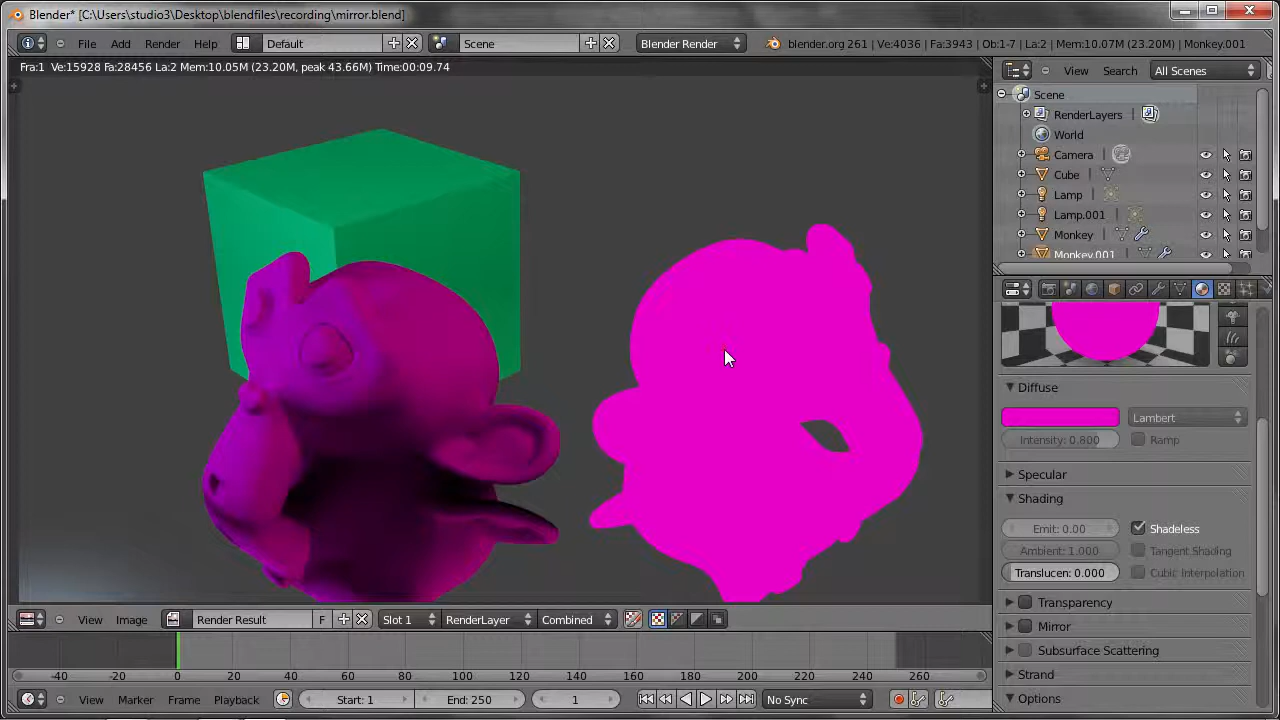 Blender* [C:\Users\studio3\Desktop\blendfiles\recording\mirror.blend]
File Add Render Help Default Scene Blender Render blender.org 261 | Ve:4036 | Fa:3943 | Ob:1-7 | La:2 | Mem:10.07M (23.20M) | Monkey.001
Fra:1 Ve:15928 Fa:28456 La:2 Mem:10.05M (23.20M, peak 43.66M) Time:00:09.74
View Search All Scenes
Scene
RenderLayers
World
Camera
Cube
Lamp
Lamp.001
Monkey
Monkey.001
Diffuse
Lambert
Intensity: 0.800 Ramp
Specular
Shading
Emit: 0.00 Shadeless
Ambient: 1.000 Tangent Shading
Translucen: 0.000 Cubic Interpolation
Transparency
Mirror
Subsurface Scattering
Strand
Options
View Image Render Result F Slot 1 RenderLayer Combined
-40 -20 0 20 40 60 80 100 120 140 160 180 200 220 240 260
View Marker Frame Playback Start: 1 End: 250 1 No Sync